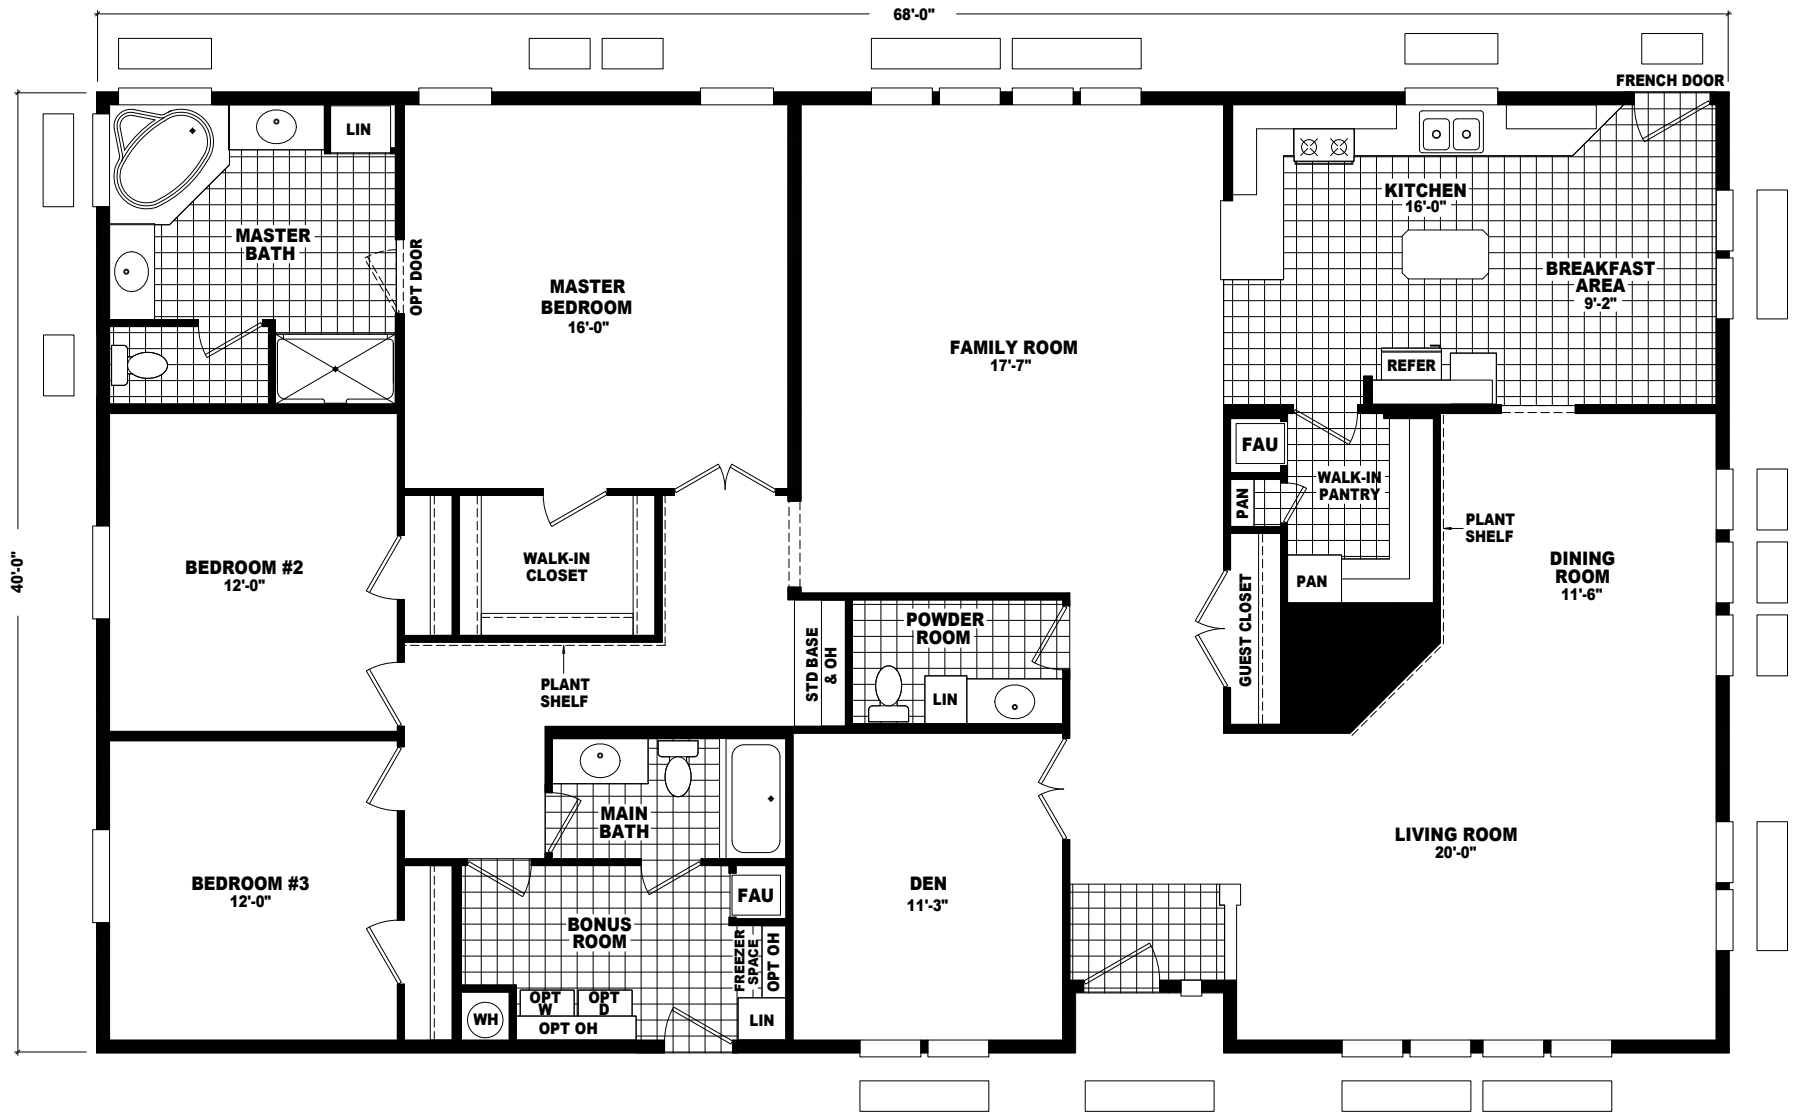 68'-0"
FRENCH DOOR
LIN
KITCHEN
16'-0"
MASTER
BATH
OPT DOOR
MASTER
BEDROOM
16'-0"
BREAKFAST
AREA
9'-2"
FAMILY ROOM
17'-7"
REFER
FAU
WALK-IN
PANTRY
PAN
PLANT
SHELF
40'-0"
BEDROOM #2
12'-0"
WALK-IN
CLOSET
DINING
ROOM
11'-6"
PAN
GUEST CLOSET
POWDER
ROOM
STD BASE
& OH
PLANT
SHELF
LIN
MAIN
BATH
LIVING ROOM
20'-0"
BEDROOM #3
12'-0"
FAU
DEN
11'-3"
BONUS
ROOM
FREEZER
SPACE
OPT OH
OPT
W
OPT
D
WH
OPT OH
LIN